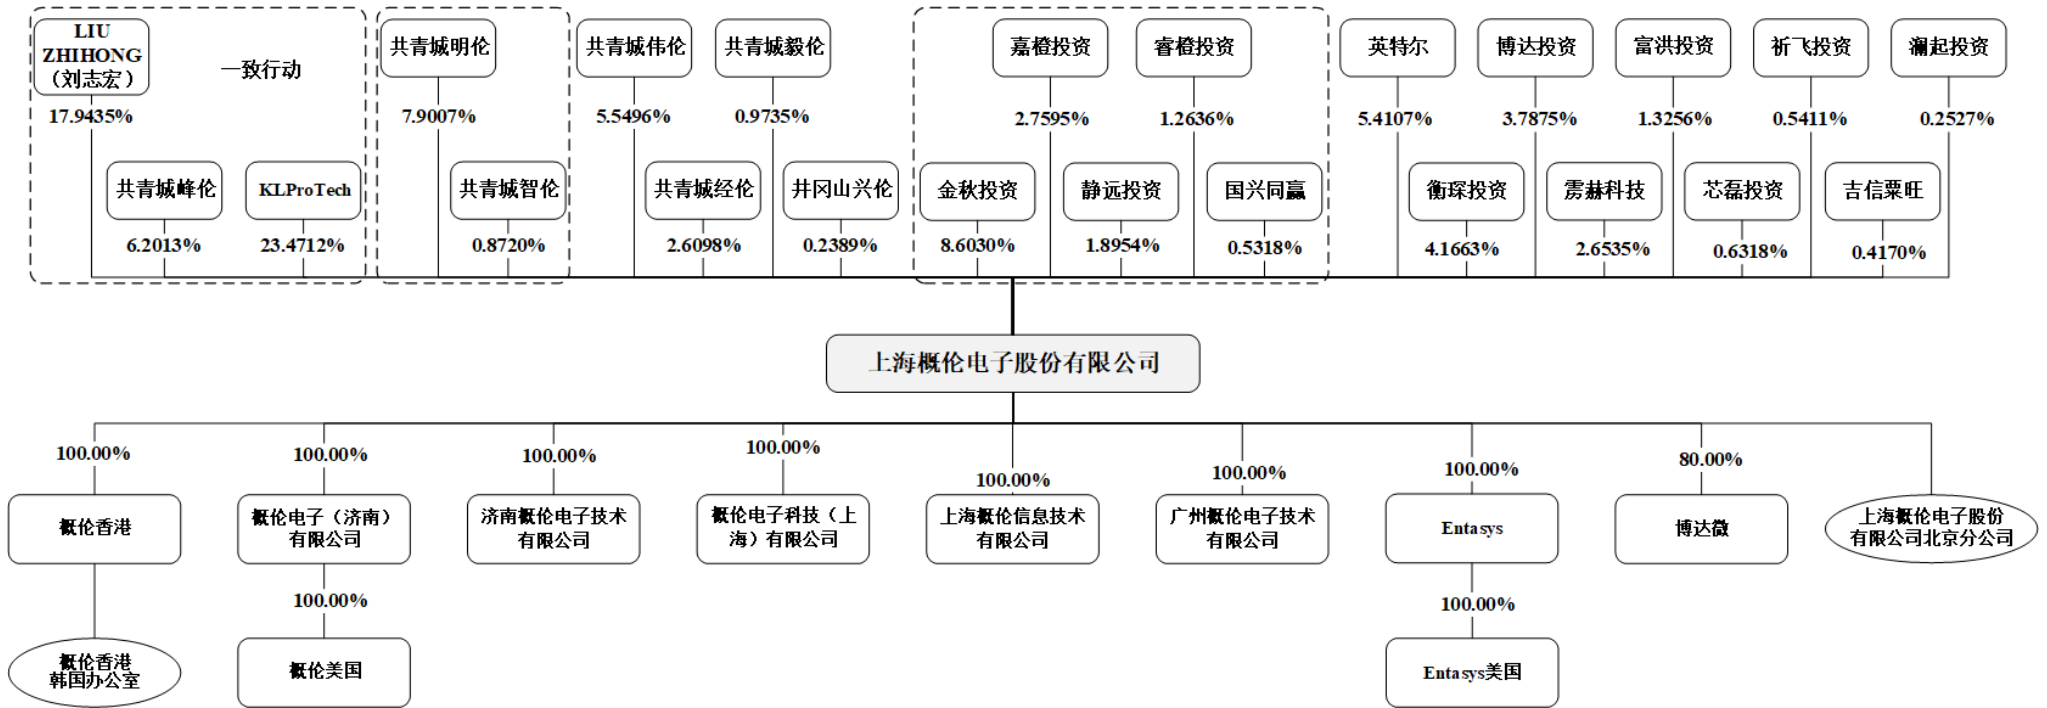 LIU
ZHIHONG
（刘志宏）
一致行动
共青城明伦
共青城伟伦
共青城毅伦
嘉橙投资
睿橙投资
英特尔
博达投资
富洪投资
祈飞投资
澜起投资
17.9435%
7.9007%
5.5496%
0.9735%
2.7595%
1.2636%
5.4107%
3.7875%
1.3256%
0.5411%
0.2527%
共青城峰伦
KLProTech
共青城智伦
共青城经伦
井冈山兴伦
金秋投资
静远投资
国兴同赢
衡琛投资
雳赫科技
芯磊投资
吉信粟旺
6.2013%
23.4712%
0.8720%
2.6098%
0.2389%
8.6030%
1.8954%
0.5318%
4.1663%
2.6535%
0.6318%
0.4170%
上海概伦电子股份有限公司
100.00%
100.00%
100.00%
100.00%
100.00%
100.00%
100.00%
80.00%
概伦香港
概伦电子（济南）
有限公司
济南概伦电子技术
有限公司
概伦电子科技（上
海）有限公司
上海概伦信息技术
有限公司
广州概伦电子技术
有限公司
Entasys
博达微
上海概伦电子股份
有限公司北京分公司
100.00%
100.00%
概伦香港
韩国办公室
概伦美国
Entasys美国